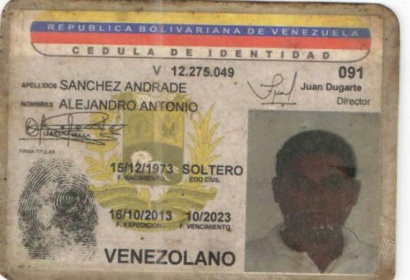 REPUBLICA BOLIVARIANA DE VENEZUELA
CEDULA DE IDENTIDAD
V 12.275.049 091
APELLIDOS SANCHEZ ANDRADE Juan Dugarte
Director
NOMBRES ALEJANDRO ANTONIO
FIRMA TITULAR
15/12/1973 SOLTERO
F. NACIMIENTO EDO CIVIL
16/10/2013 10/2023
F. EXPEDICION F. VENCIMIENTO
VENEZOLANO